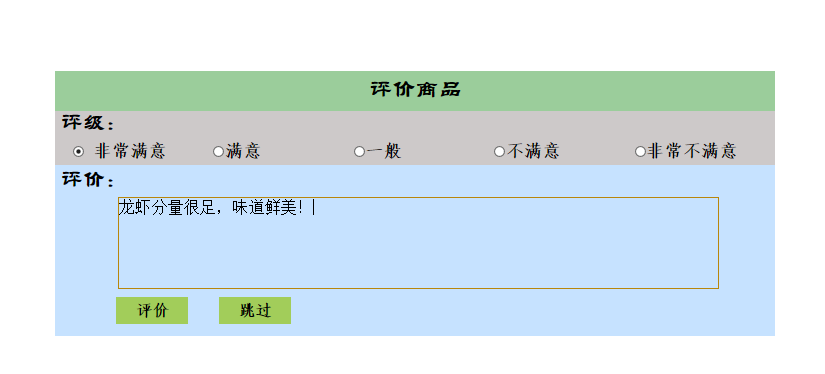 评价商品
评级：
非常满意 满意 一般 不满意 非常不满意
评价：
龙虾分量很足，味道鲜美！
评价 跳过